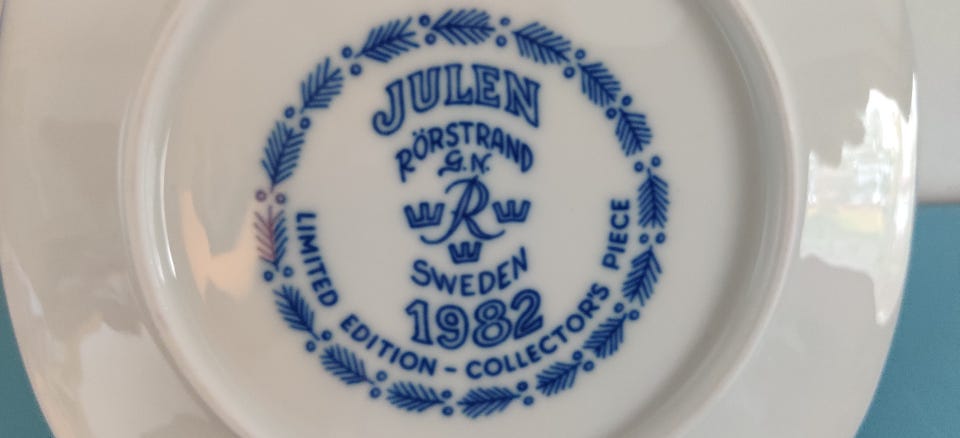 JULEN
RÖRSTRAND
G.N.
R
SWEDEN
1982
LIMITED EDITION - COLLECTOR'S PIECE